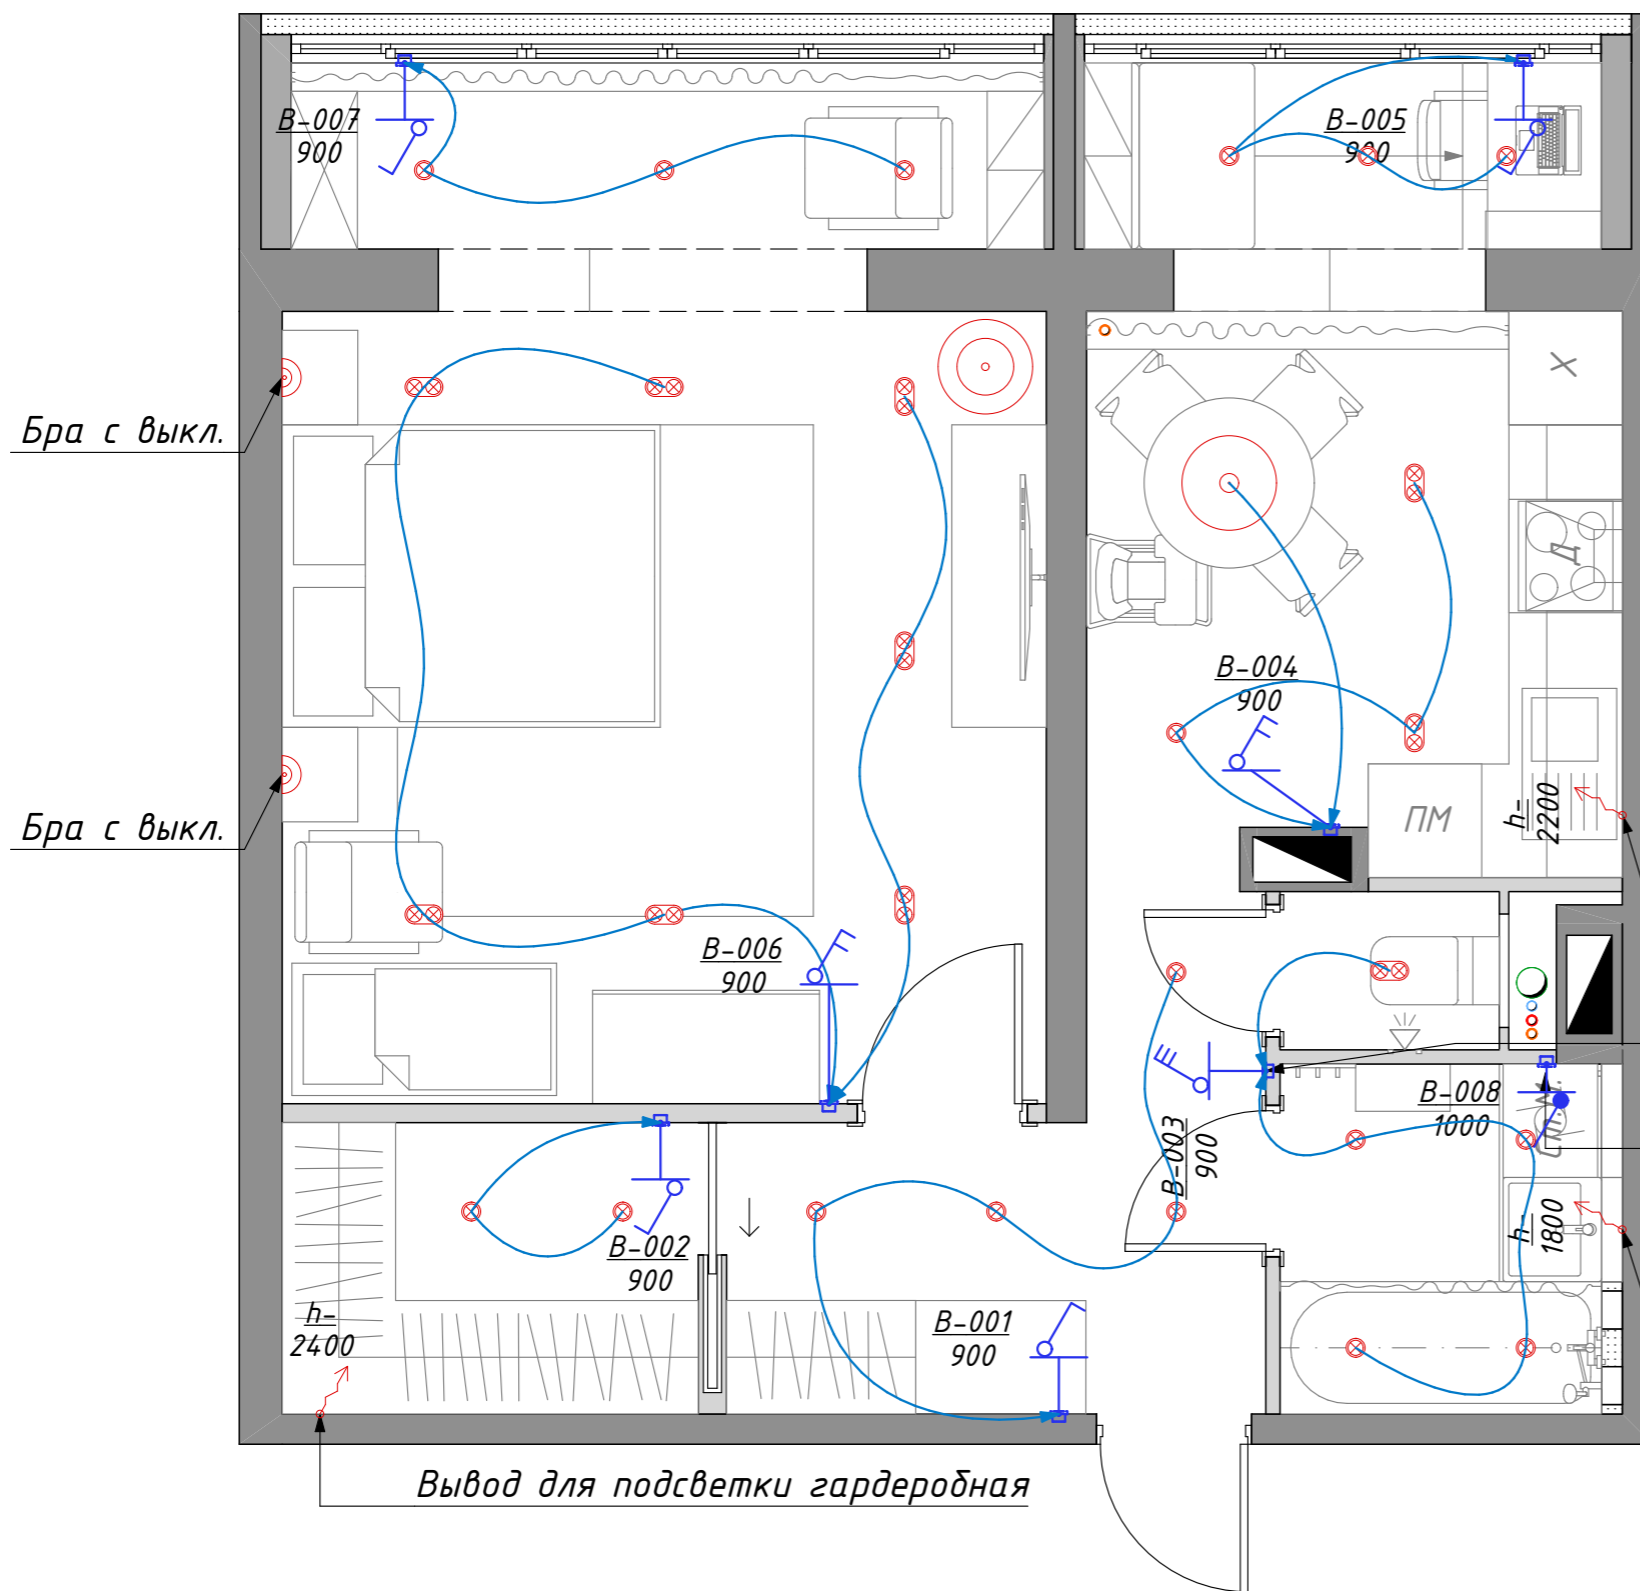 В-007
900
В-005
900
Х
Бра с выкл.
Д
В-004
900
h-
2200
ПМ
Бра с выкл.
В-006
900
В-008
1000
Ст.М.
В-003
900
h-
1800
В-002
900
h-
2400
В-001
900
Вывод для подсветки гардеробная